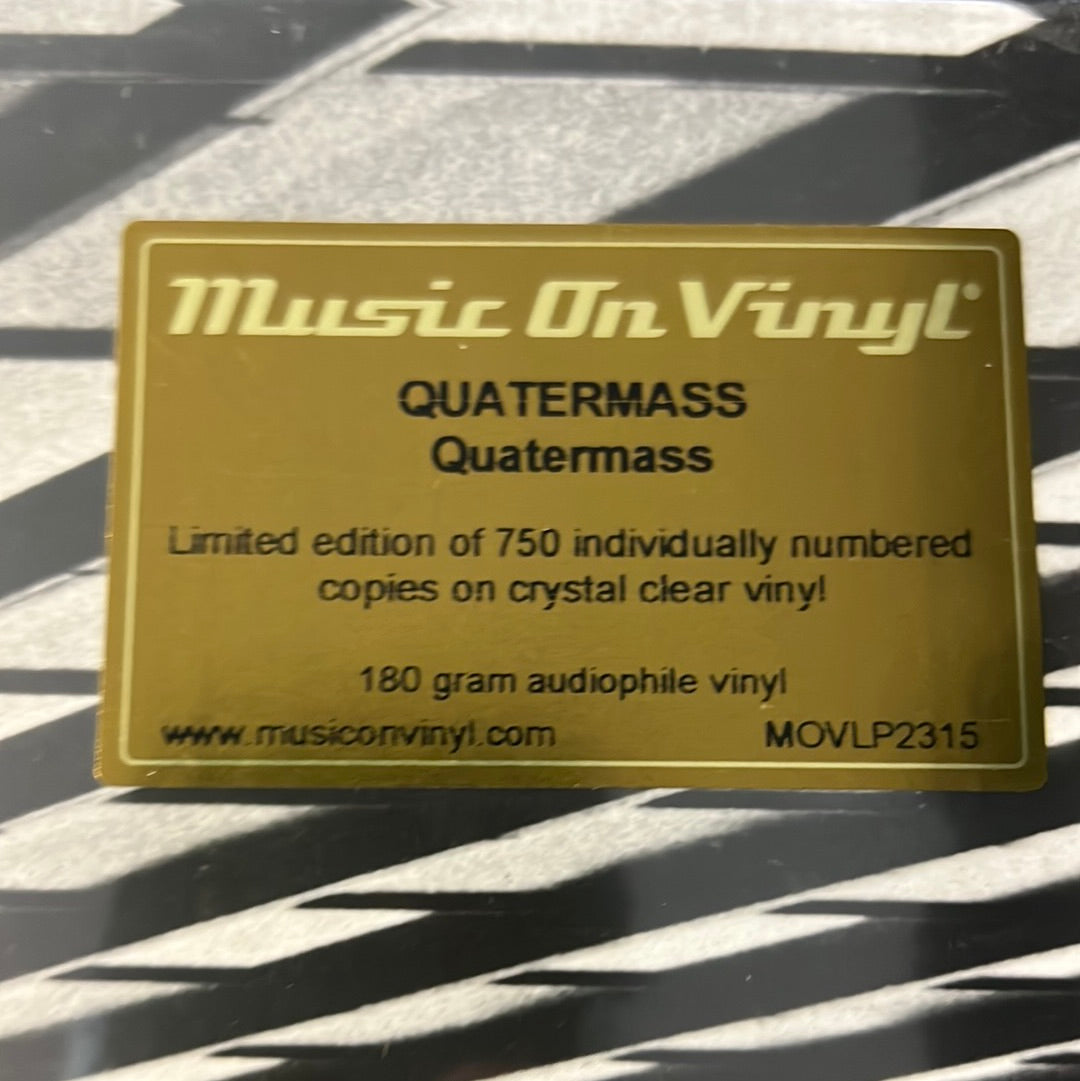 Music On Vinyl®
QUATERMASS
Quatermass
Limited edition of 750 individually numbered
copies on crystal clear vinyl
180 gram audiophile vinyl
www.musiconvinyl.com MOVLP2315